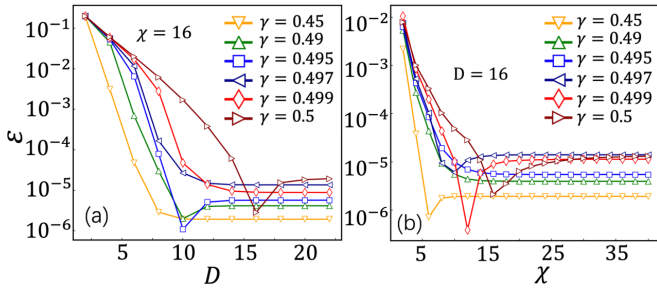 χ = 16
γ = 0.45
γ = 0.49
γ = 0.495
γ = 0.497
γ = 0.499
γ = 0.5
10⁻¹
10⁻²
10⁻³
10⁻⁴
10⁻⁵
10⁻⁶
ε
(a)
5 10 15 20
D
D = 16
γ = 0.45
γ = 0.49
γ = 0.495
γ = 0.497
γ = 0.499
γ = 0.5
10⁻²
10⁻³
10⁻⁴
10⁻⁵
10⁻⁶
(b)
5 15 25 35
χ